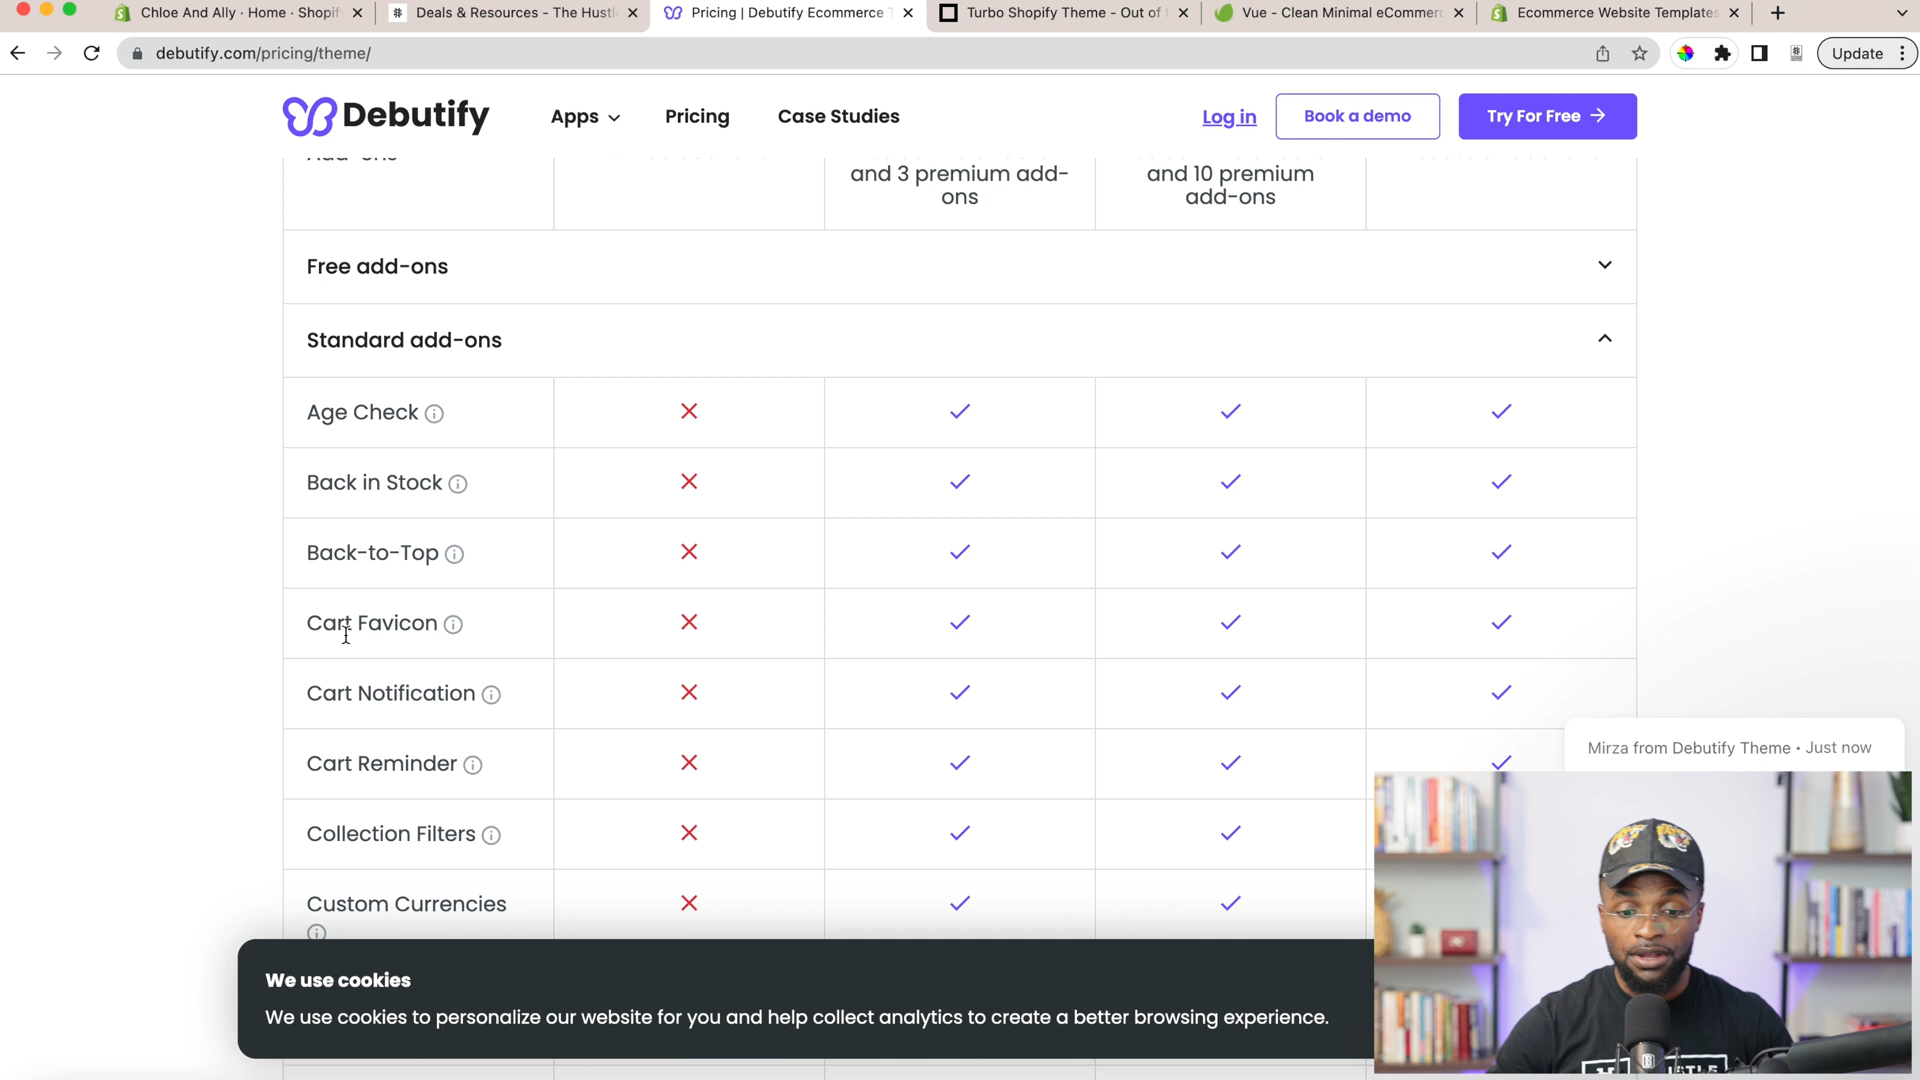 Chloe And Ally · Home · Shopify
Deals & Resources - The Hustl
Pricing | Debutify Ecommerce T
Turbo Shopify Theme - Out of t
Vue - Clean Minimal eCommerc
Ecommerce Website Templates
debutify.com/pricing/theme/
Update
Debutify
Apps
Pricing
Case Studies
Log in
Book a demo
Try For Free →
Add-ons
and 3 premium add-
ons
and 10 premium
add-ons
Free add-ons
Standard add-ons
Age Check
Back in Stock
Back-to-Top
Cart Favicon
Cart Notification
Cart Reminder
Mirza from Debutify Theme • Just now
Collection Filters
Custom Currencies
We use cookies
We use cookies to personalize our website for you and help collect analytics to create a better browsing experience.